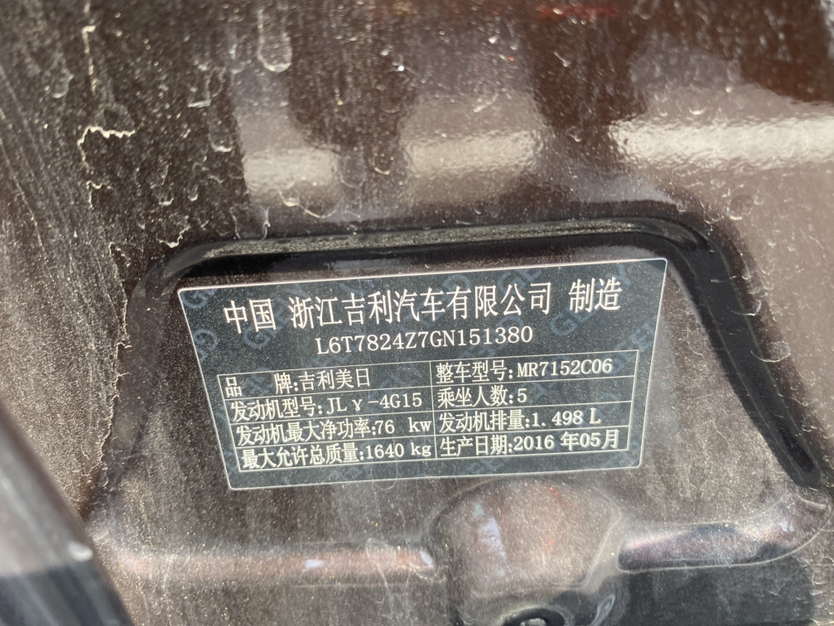 中国 浙江吉利汽车有限公司 制造
L6T7824Z7GN151380
品 牌:吉利美日 整车型号:MR7152C06
发动机型号:JLγ-4G15 乘坐人数:5
发动机最大净功率:76 kw 发动机排量:1.498 L
最大允许总质量:1640 kg 生产日期:2016 年05月